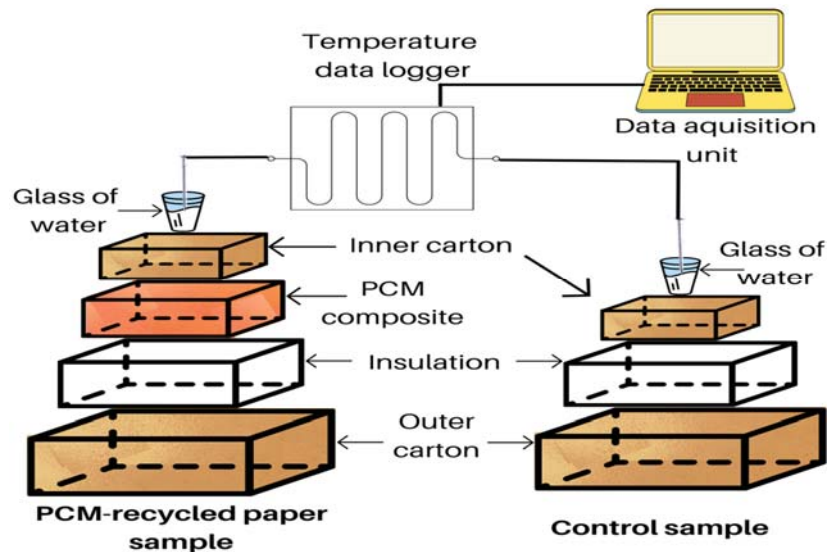 Temperature
data logger
Data aquisition
unit
Glass of
water
Inner carton
Glass of
water
PCM
composite
Insulation
Outer
carton
PCM-recycled paper
sample
Control sample